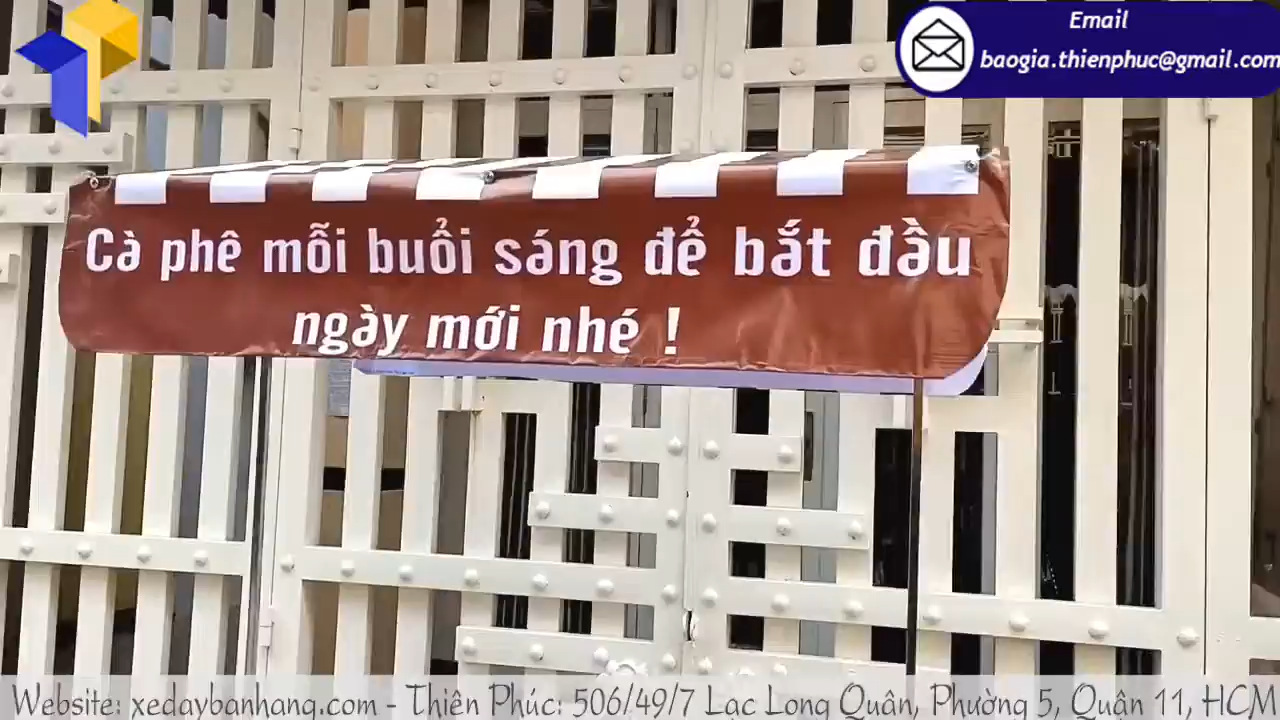 Email
baogia.thienphuc@gmail.com
Cà phê mỗi buổi sáng để bắt đầu
ngày mới nhé !
Website: xedaybanhang.com - Thiên Phúc: 506/49/7 Lạc Long Quân, Phường 5, Quận 11, HCM